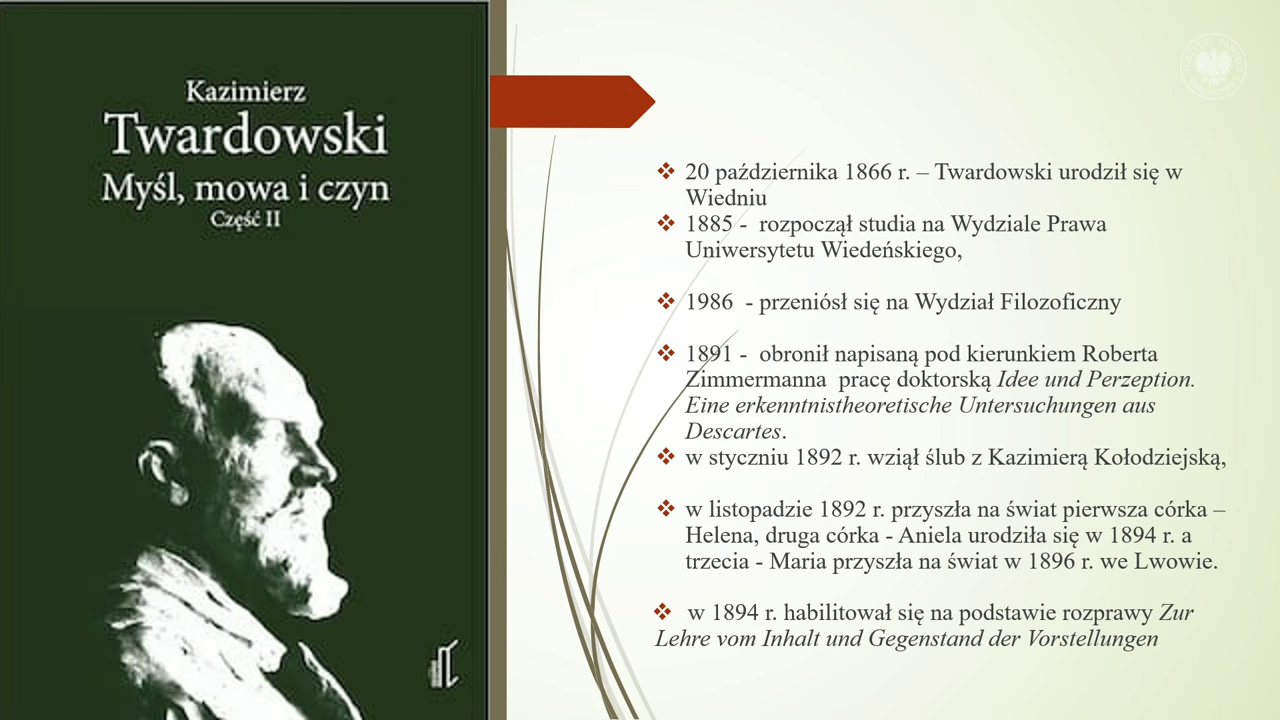 Kazimierz
Twardowski
Myśl, mowa i czyn
Część II
❖ 20 października 1866 r. – Twardowski urodził się w
Wiedniu
❖ 1885 - rozpoczął studia na Wydziale Prawa
Uniwersytetu Wiedeńskiego,
❖ 1986 - przeniósł się na Wydział Filozoficzny
❖ 1891 - obronił napisaną pod kierunkiem Roberta
Zimmermanna pracę doktorską Idee und Perzeption.
Eine erkenntnistheoretische Untersuchungen aus
Descartes.
❖ w styczniu 1892 r. wziął ślub z Kazimierą Kołodziejską,
❖ w listopadzie 1892 r. przyszła na świat pierwsza córka –
Helena, druga córka - Aniela urodziła się w 1894 r. a
trzecia - Maria przyszła na świat w 1896 r. we Lwowie.
❖ w 1894 r. habilitował się na podstawie rozprawy Zur
Lehre vom Inhalt und Gegenstand der Vorstellungen